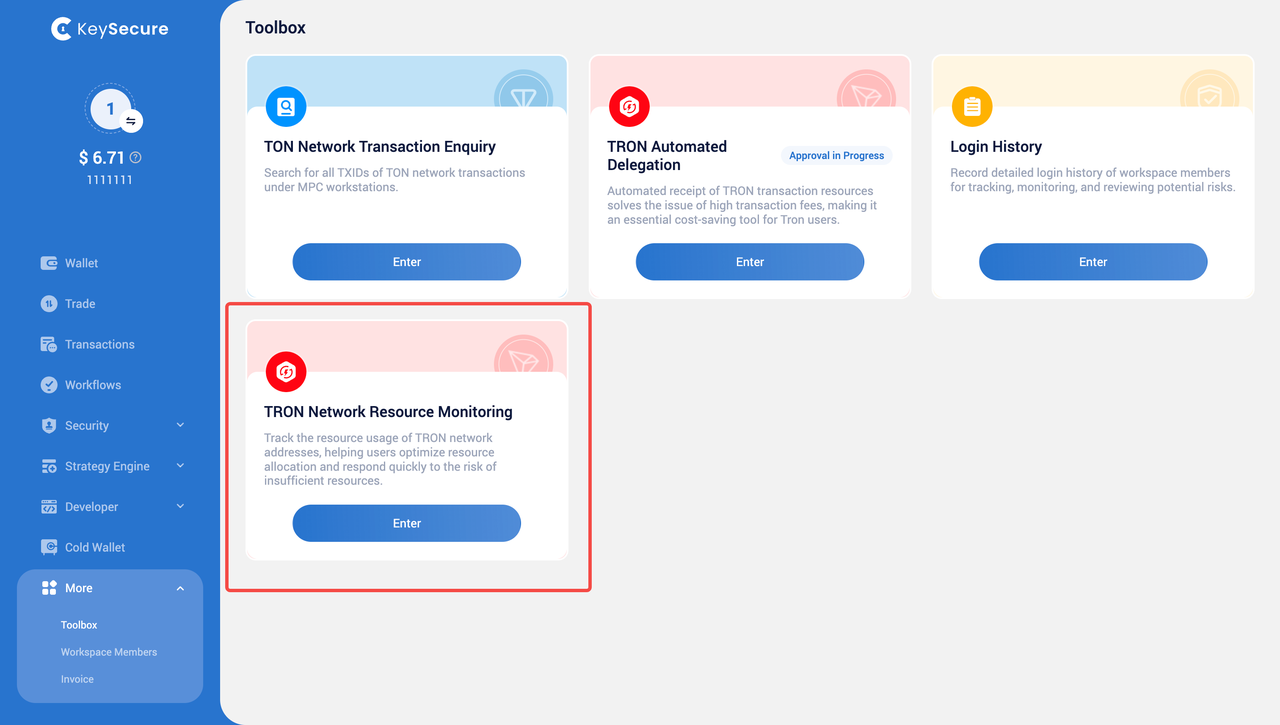 KeySecure
1
$ 6.71
1111111
Wallet
Trade
Transactions
Workflows
Security
Strategy Engine
Developer
Cold Wallet
More
Toolbox
Workspace Members
Invoice
Toolbox
TON Network Transaction Enquiry
Search for all TXIDs of TON network transactions
under MPC workstations.
Enter
TRON Automated
Delegation
Approval in Progress
Automated receipt of TRON transaction resources
solves the issue of high transaction fees, making it
an essential cost-saving tool for Tron users.
Enter
Login History
Record detailed login history of workspace members
for tracking, monitoring, and reviewing potential risks.
Enter
TRON Network Resource Monitoring
Track the resource usage of TRON network
addresses, helping users optimize resource
allocation and respond quickly to the risk of
insufficient resources.
Enter